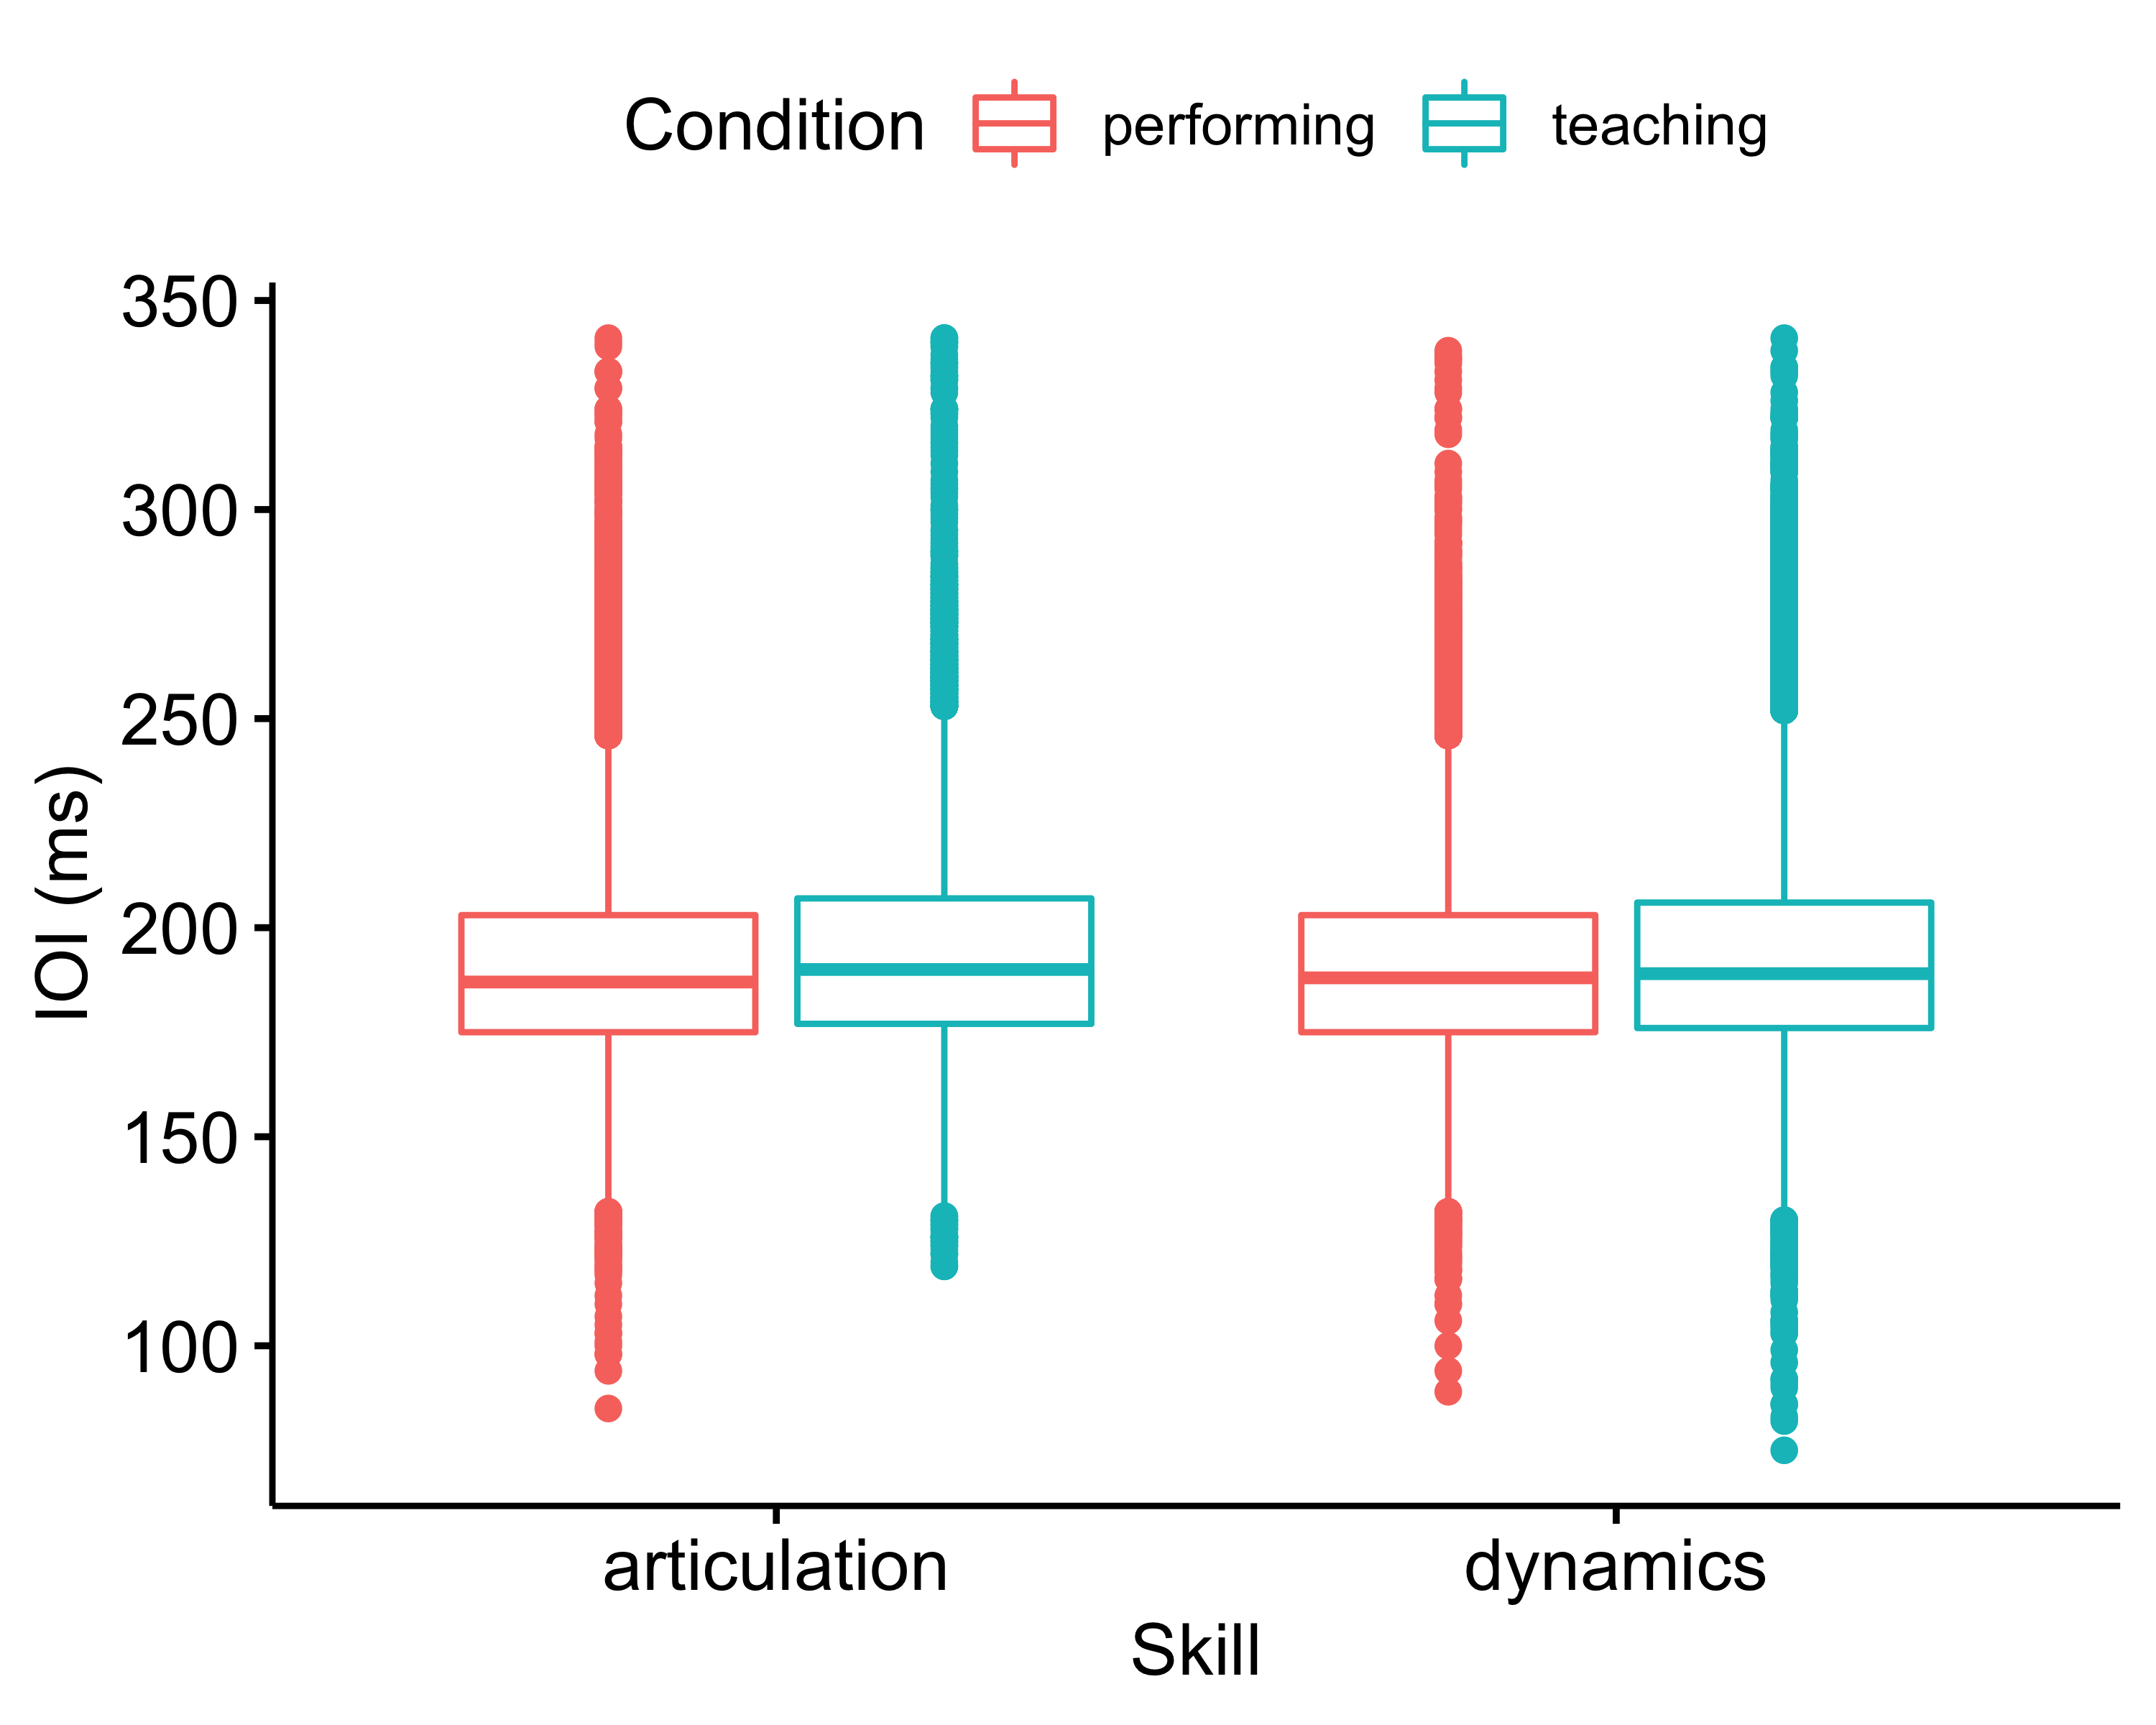 Condition performing teaching
350
300
250
200
150
100
IOI (ms)
articulation dynamics
Skill